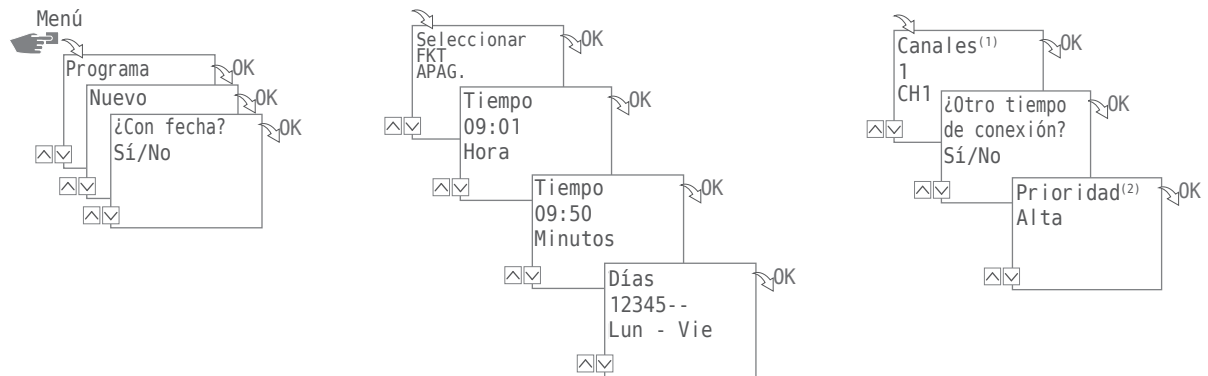 Menú
Programa
OK
Nuevo
OK
¿Con fecha?
Sí/No
OK
Seleccionar
FKT
APAG.
OK
Tiempo
09:01
Hora
OK
Tiempo
09:50
Minutos
OK
Días
12345--
Lun - Vie
OK
Canales(1)
1
CH1
OK
¿Otro tiempo
de conexión?
Sí/No
OK
Prioridad(2)
Alta
OK